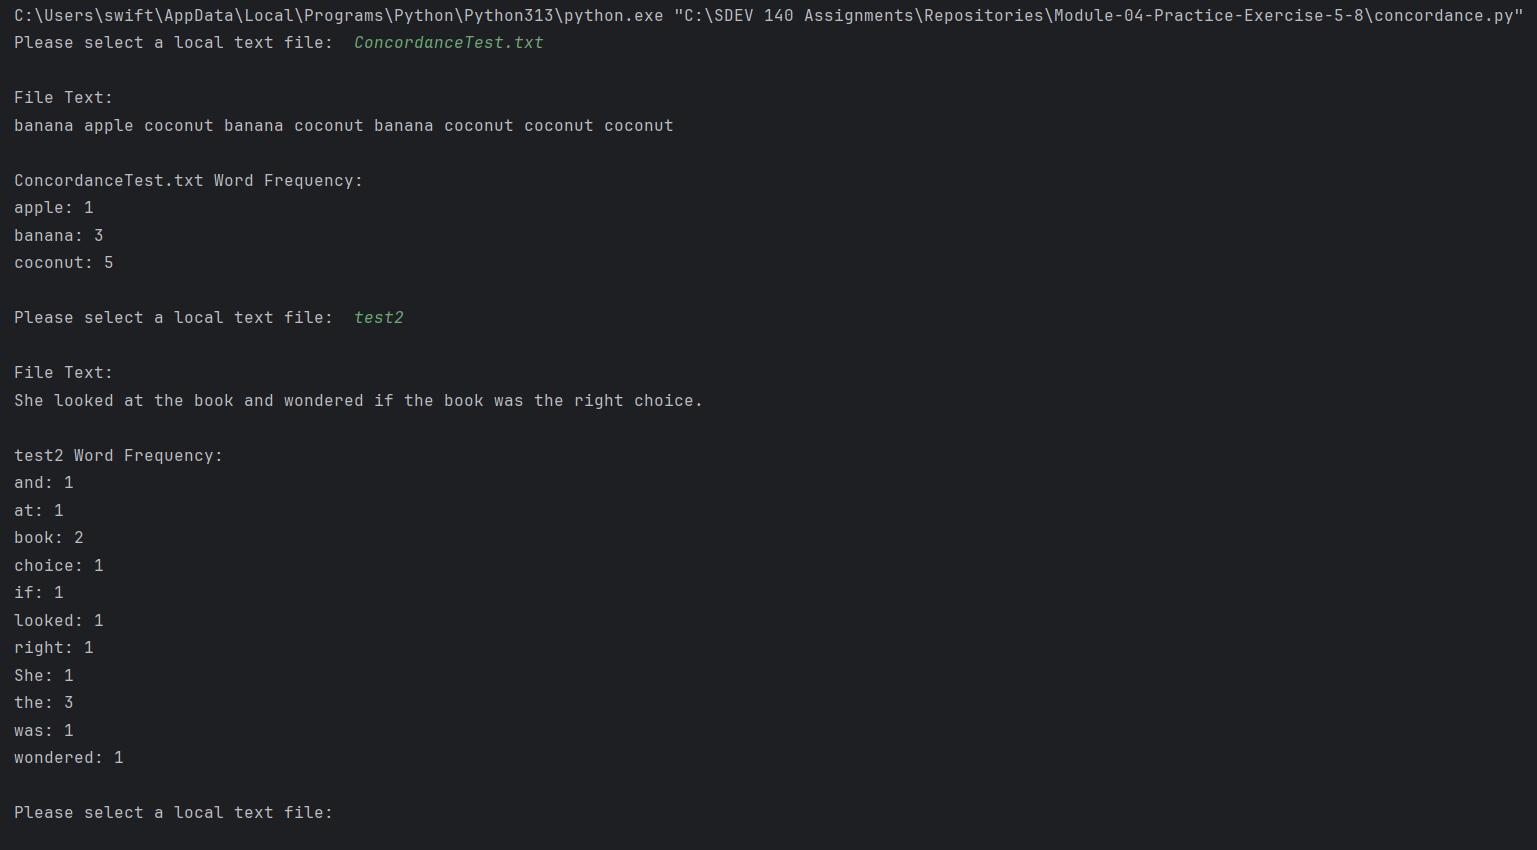 C:\Users\swift\AppData\Local\Programs\Python\Python313\python.exe "C:\SDEV 140 Assignments\Repositories\Module-04-Practice-Exercise-5-8\concordance.py"
Please select a local text file:  ConcordanceTest.txt
File Text:
banana apple coconut banana coconut banana coconut coconut coconut
ConcordanceTest.txt Word Frequency:
apple: 1
banana: 3
coconut: 5
Please select a local text file:  test2
File Text:
She looked at the book and wondered if the book was the right choice.
test2 Word Frequency:
and: 1
at: 1
book: 2
choice: 1
if: 1
looked: 1
right: 1
She: 1
the: 3
was: 1
wondered: 1
Please select a local text file: